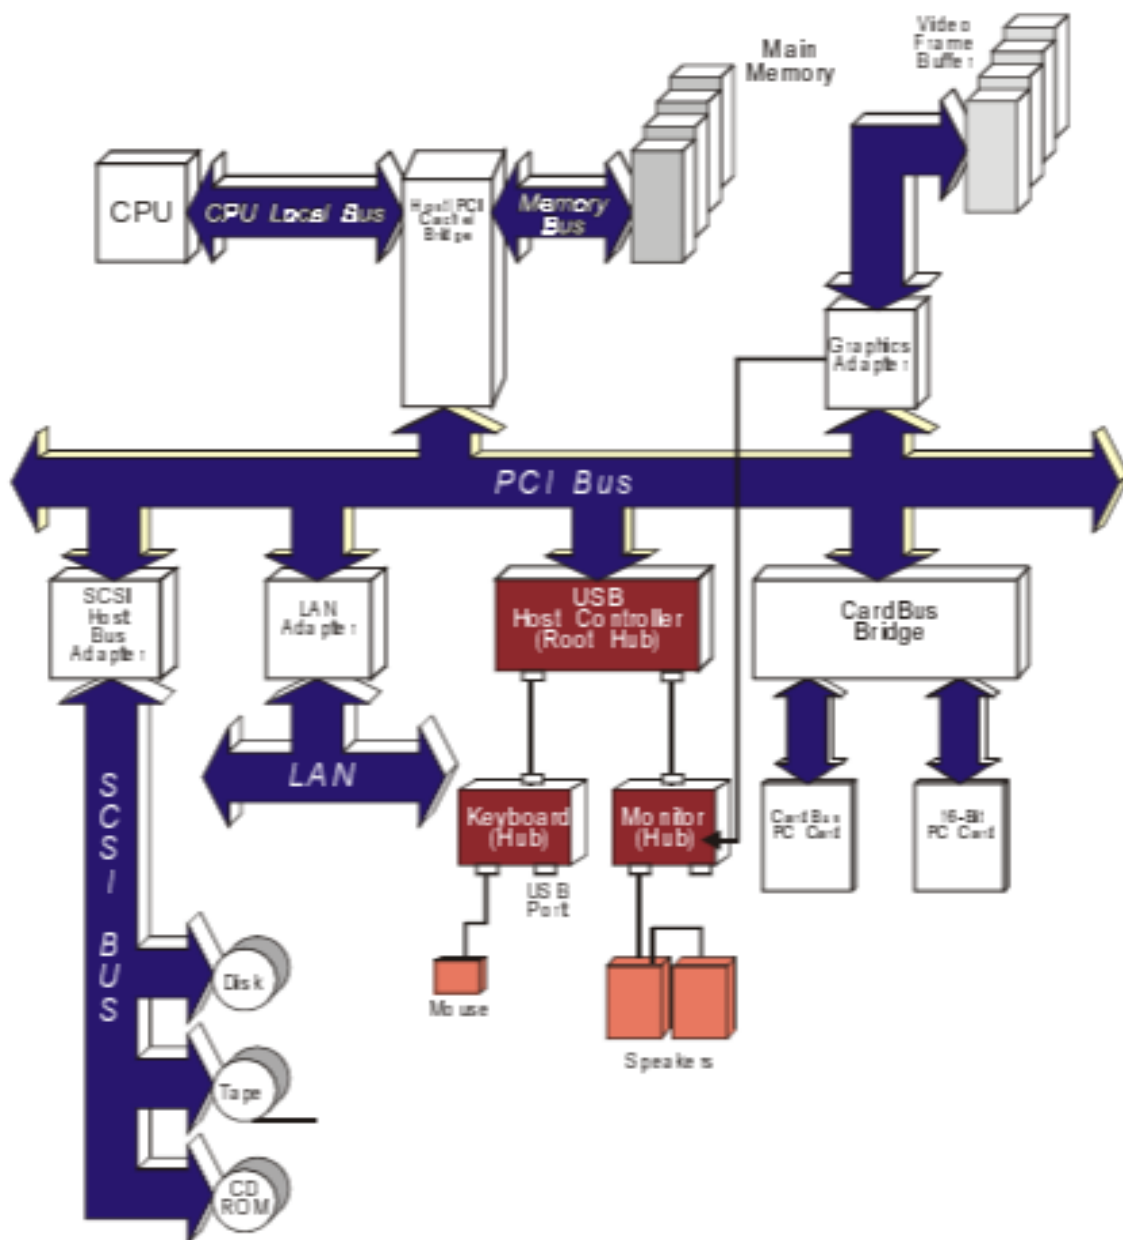 Main
Memory
Video
Frame
Buffer
CPU
CPU Local Bus
Host/PCI/
Cache/
Bridge
Memory
Bus
Graphics
Adapter
PCI Bus
SCSI
Host
Bus
Adapter
LAN
Adapter
USB
Host Controller
(Root Hub)
CardBus
Bridge
SCSI BUS
LAN
Keyboard
(Hub)
Monitor
(Hub)
CardBus
PC Card
16-Bit
PC Card
USB
Port
Disk
Mouse
Speakers
Tape
CD
ROM